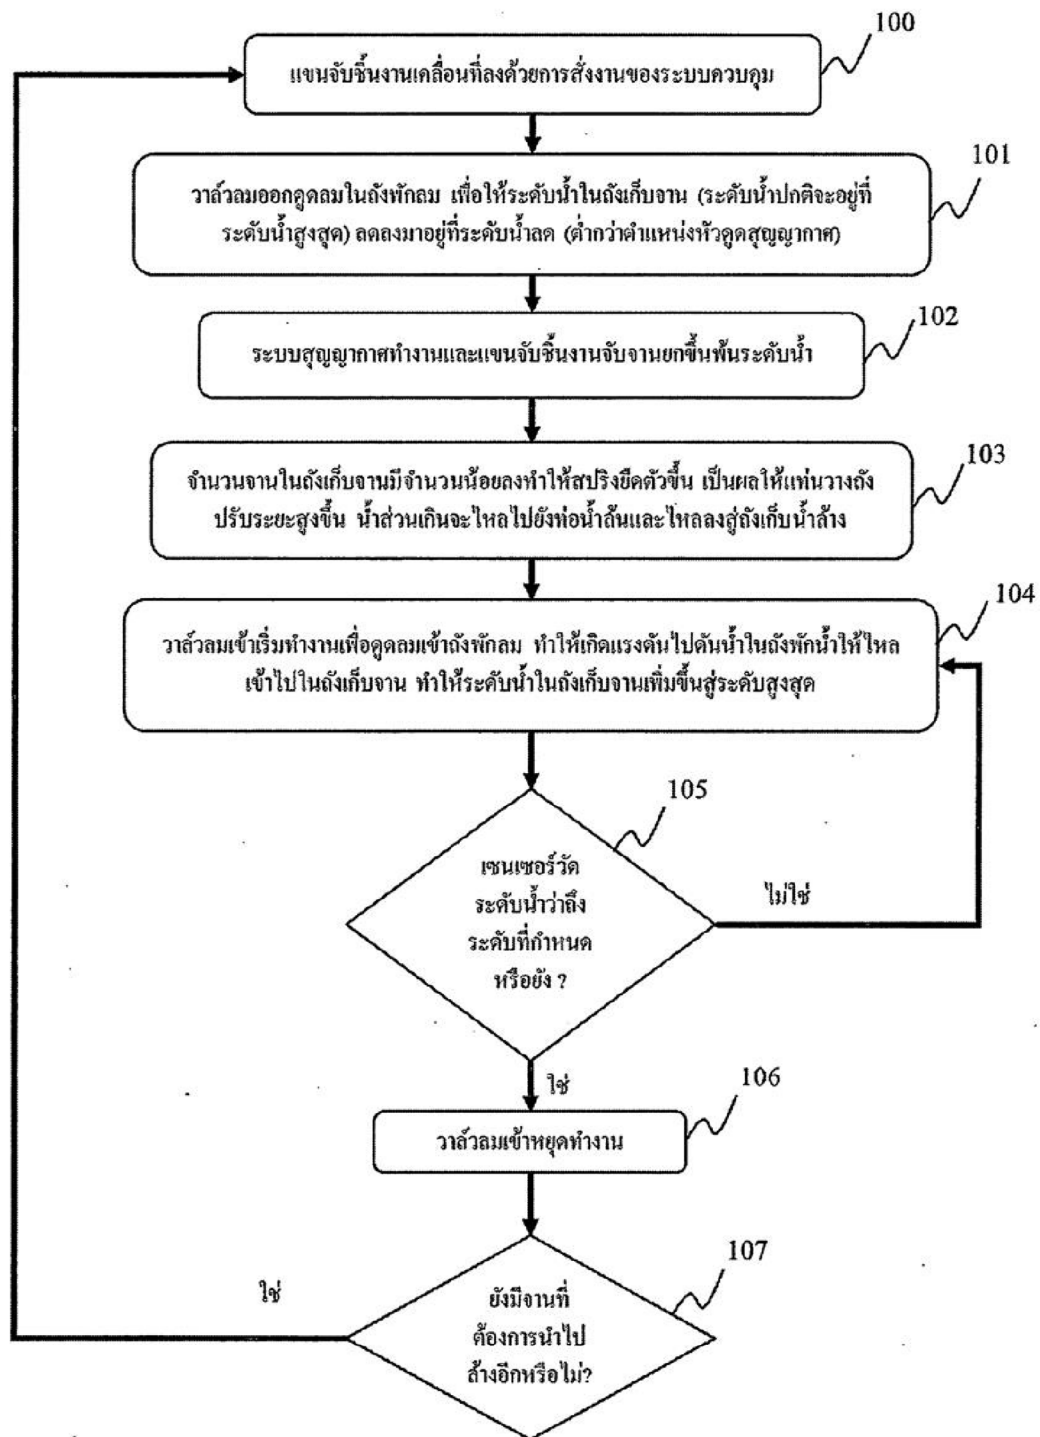 100
แขนจับชิ้นงานเคลื่อนที่ลงด้วยการสั่งงานของระบบควบคุม
101
วาล์วลมออกดูดลมในถังพักลม เพื่อให้ระดับน้ำในถังเก็บจาน (ระดับน้ำปกติจะอยู่ที่
ระดับน้ำสูงสุด) ลดลงมาอยู่ที่ระดับน้ำลด (ต่ำกว่าตำแหน่งหัวดูดสุญญากาศ)
102
ระบบสุญญากาศทำงานและแขนจับชิ้นงานจับจานยกขึ้นพ้นระดับน้ำ
103
จำนวนจานในถังเก็บจานมีจำนวนน้อยลงทำให้สปริงยืดตัวขึ้น เป็นผลให้แท่นวางถัง
ปรับระยะสูงขึ้น น้ำส่วนเกินจะไหลไปยังท่อน้ำล้นและไหลลงสู่ถังเก็บน้ำล้าง
104
วาล์วลมเข้าเริ่มทำงานเพื่อดูดลมเข้าถังพักลม ทำให้เกิดแรงดันไปดันน้ำในถังพักน้ำให้ไหล
เข้าไปในถังเก็บจาน ทำให้ระดับน้ำในถังเก็บจานเพิ่มขึ้นสู่ระดับสูงสุด
105
เซนเซอร์วัด
ระดับน้ำว่าถึง
ระดับที่กำหนด
หรือยัง ?
ไม่ใช่
ใช่
106
วาล์วลมเข้าหยุดทำงาน
107
ใช่
ยังมีจานที่
ต้องการนำไป
ล้างอีกหรือไม่?